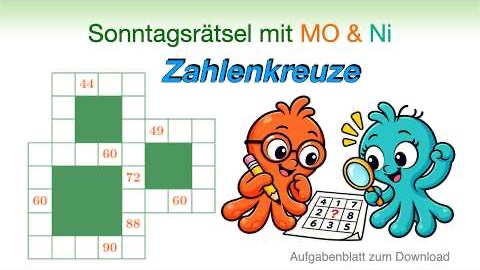 Sonntagsrätsel mit MO & Ni
Zahlenkreuze
44
49
60
72
60 60
88
90
4 1 7
2 ? 8
6 3 5
Aufgabenblatt zum Download